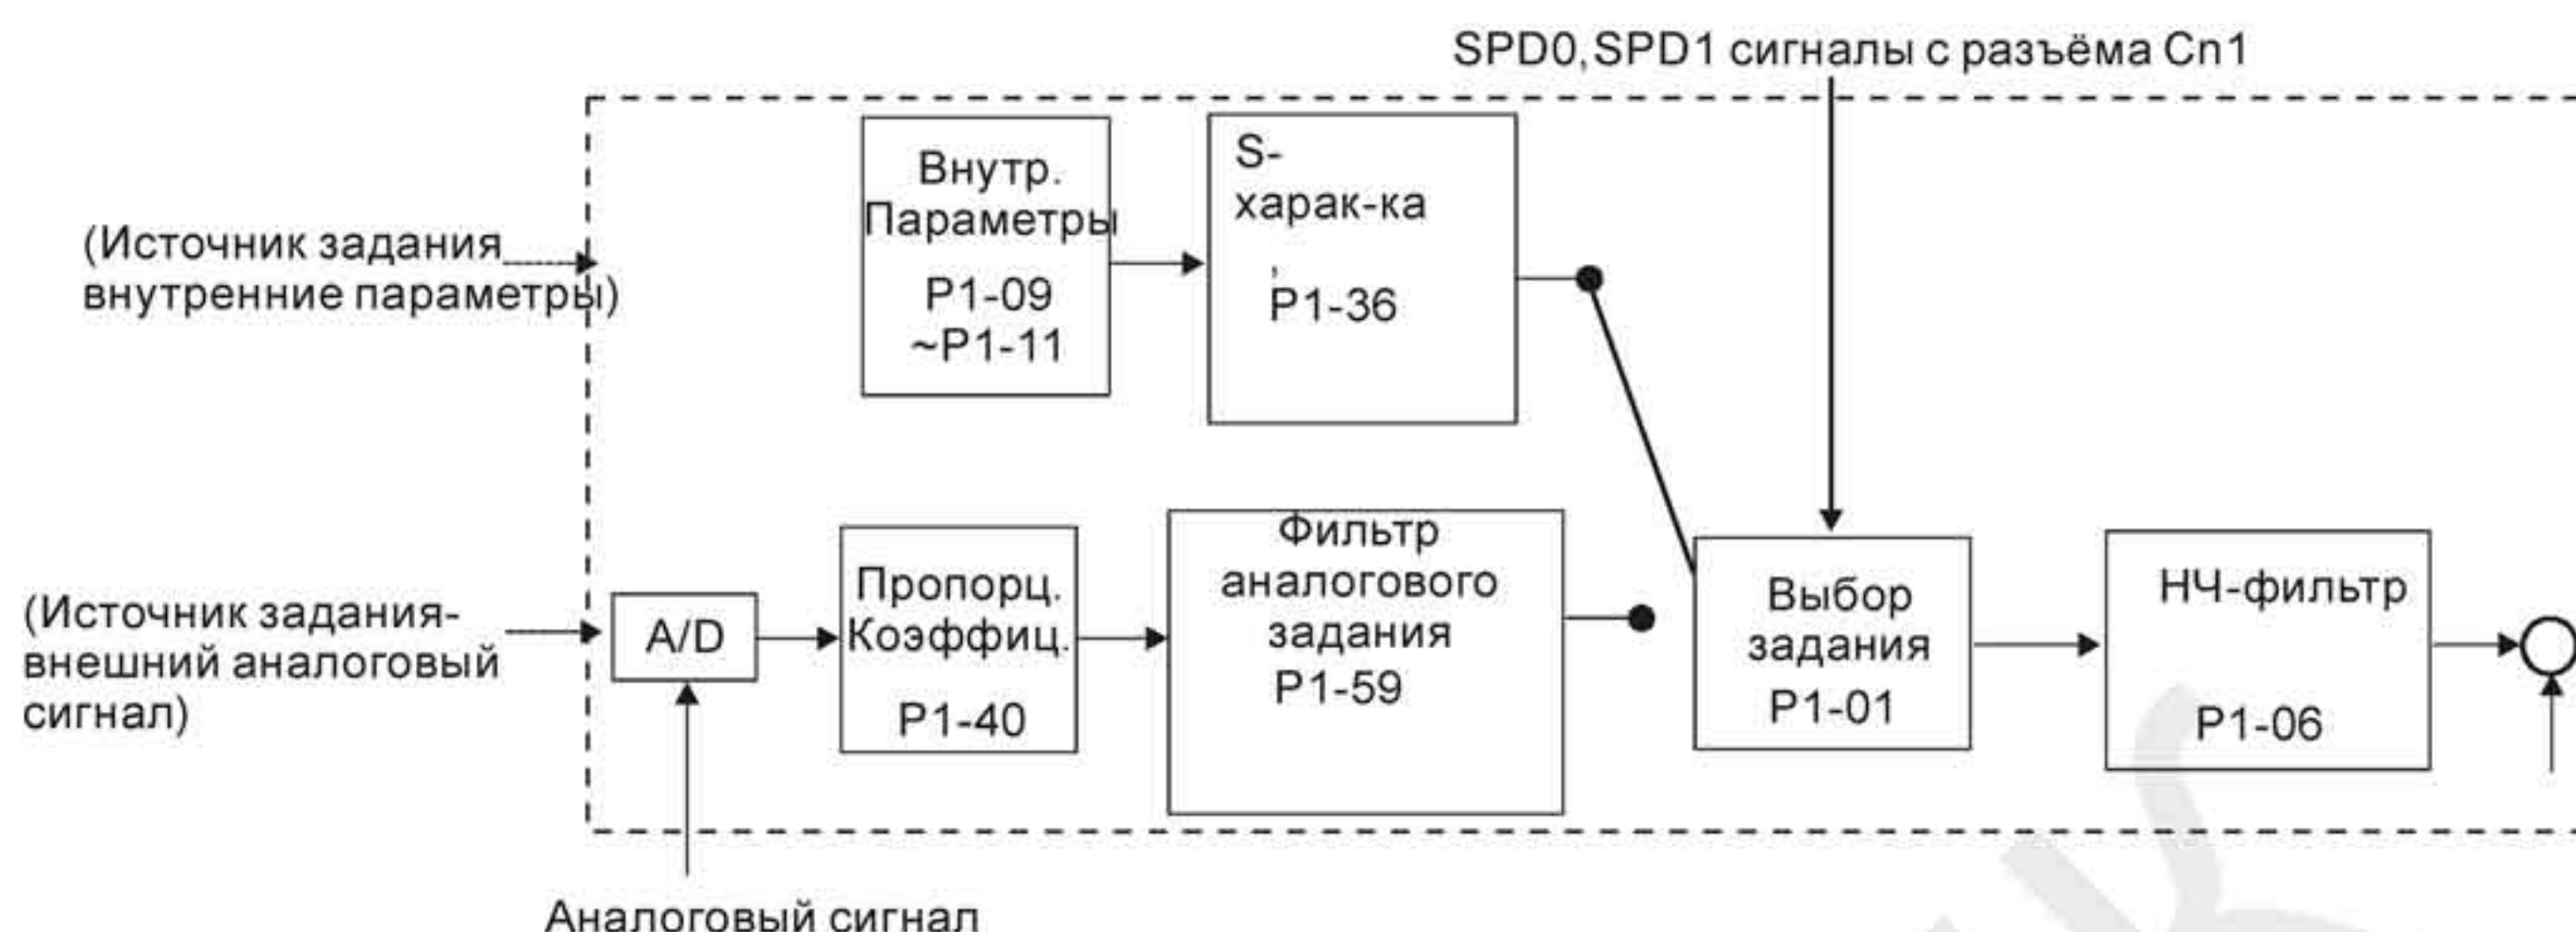 SPD0,SPD1 сигналы с разъёма Cn1
(Источник задания
внутренние параметры)
Внутр.
Параметры
P1-09
~P1-11
S-
харак-ка
,
P1-36
(Источник задания-
внешний аналоговый
сигнал)
A/D
Пропорц.
Коэффиц.
P1-40
Фильтр
аналогового
задания
P1-59
Выбор
задания
P1-01
НЧ-фильтр
P1-06
Аналоговый сигнал